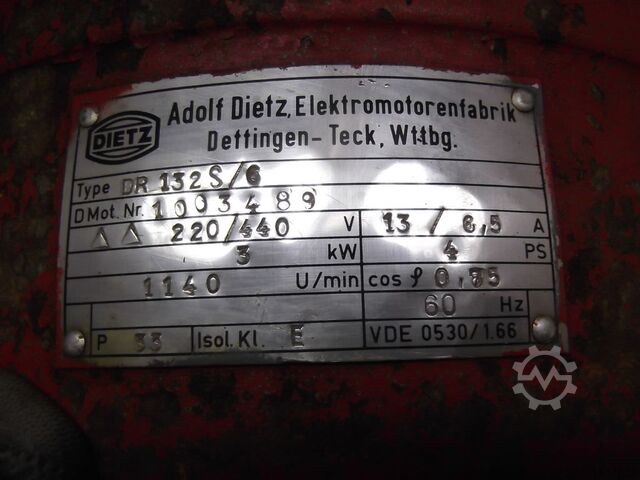 DIETZ
Adolf Dietz, Elektromotorenfabrik
Dettingen-Teck, Wttbg.
Type DR 132 S/6
D Mot. Nr. 1003489
△ △ 220/440 V 13 / 6,5 A
3 kW 4 PS
1140 U/min cos φ 0,75
60 Hz
P 33 Isol. Kl. E VDE 0530/1.66